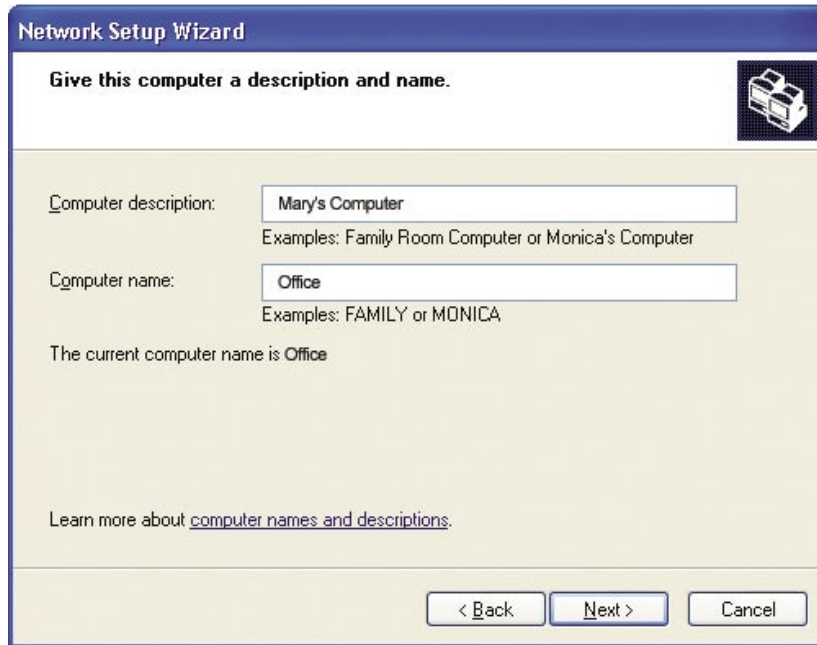 Network Setup Wizard
Give this computer a description and name.
Computer description: Mary's Computer
Examples: Family Room Computer or Monica's Computer
Computer name: Office
Examples: FAMILY or MONICA
The current computer name is Office
Learn more about computer names and descriptions.
< Back Next > Cancel